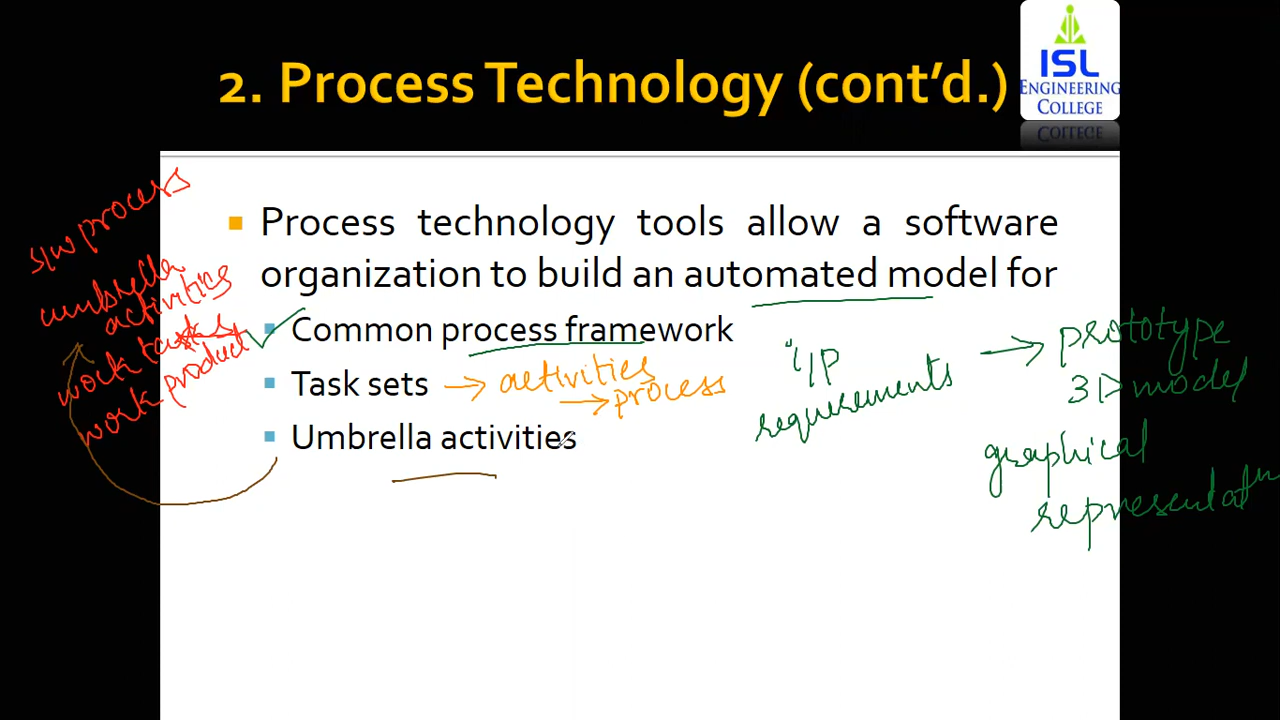 2. Process Technology (cont'd.)
ISL
ENGINEERING
COLLEGE
Process technology tools allow a software
organization to build an automated model for
Common process framework
Task sets → activities
→ process
Umbrella activities
s/w process
umbrella
activities
work tasks
work product
i/P
requirements
→ prototype
3D model
graphical